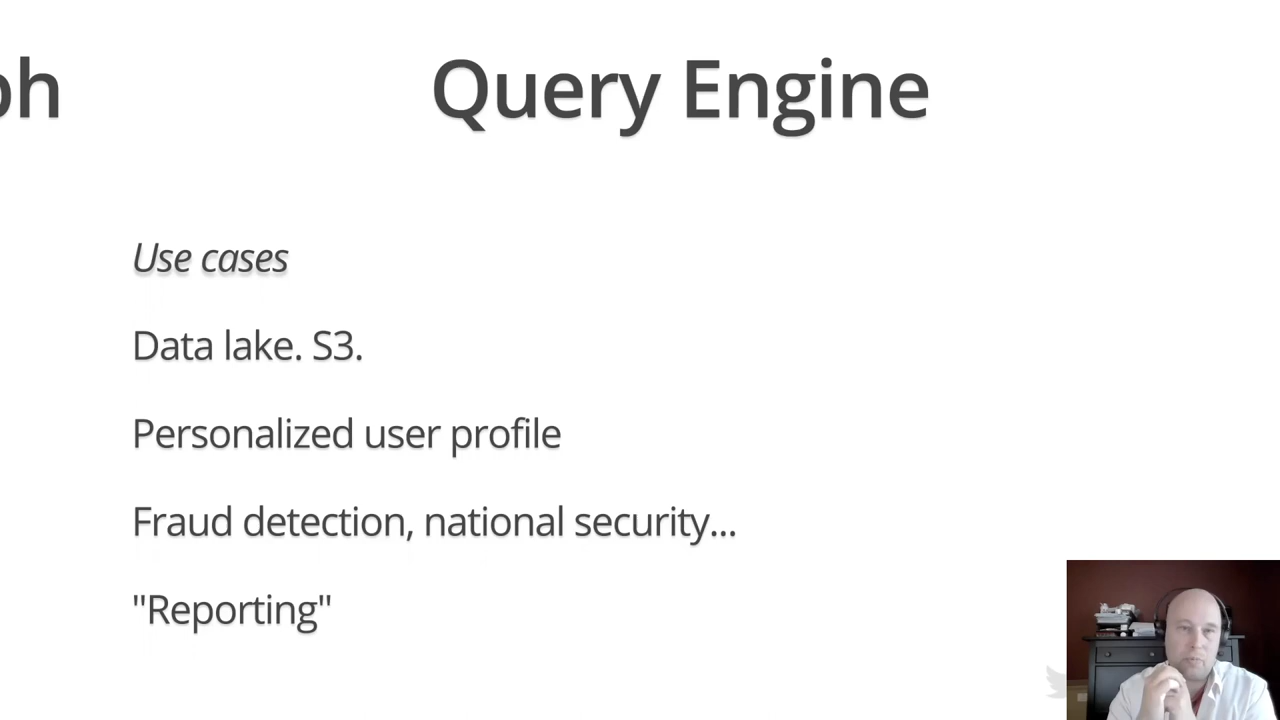 ph
Query Engine
Use cases
Data lake. S3.
Personalized user profile
Fraud detection, national security...
"Reporting"